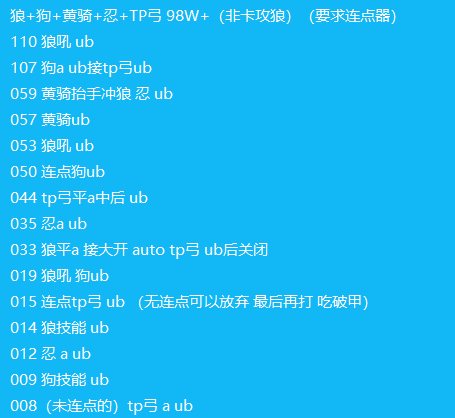 狼+狗+黄骑+忍+TP弓 98W+（非卡攻狼）（要求连点器）
110 狼吼 ub
107 狗a ub接tp弓ub
059 黄骑抬手冲狼 忍 ub
057 黄骑ub
053 狼吼 ub
050 连点狗ub
044 tp弓平a中后 ub
035 忍a ub
033 狼平a 接大开 auto tp弓 ub后关闭
019 狼吼 狗ub
015 连点tp弓 ub （无连点可以放弃 最后再打 吃破甲）
014 狼技能 ub
012 忍 a ub
009 狗技能 ub
008（未连点的）tp弓 a ub